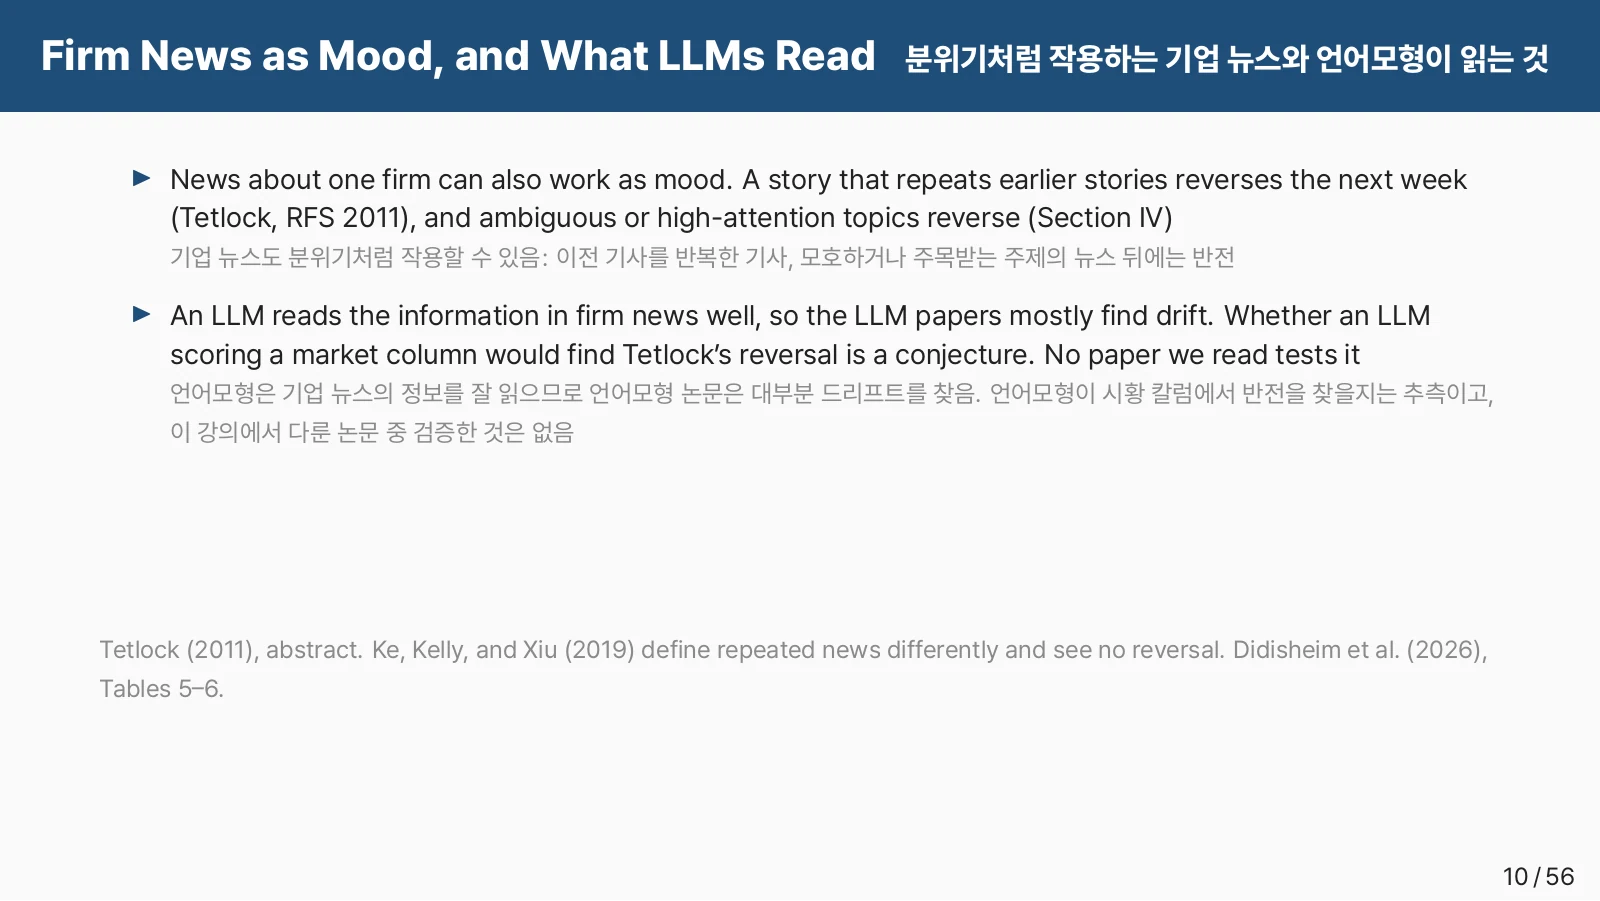 Firm News as Mood, and What LLMs Read 분위기처럼 작용하는 기업 뉴스와 언어모형이 읽는 것
► News about one firm can also work as mood. A story that repeats earlier stories reverses the next week
(Tetlock, RFS 2011), and ambiguous or high-attention topics reverse (Section IV)
기업 뉴스도 분위기처럼 작용할 수 있음: 이전 기사를 반복한 기사, 모호하거나 주목받는 주제의 뉴스 뒤에는 반전
► An LLM reads the information in firm news well, so the LLM papers mostly find drift. Whether an LLM
scoring a market column would find Tetlock’s reversal is a conjecture. No paper we read tests it
언어모형은 기업 뉴스의 정보를 잘 읽으므로 언어모형 논문은 대부분 드리프트를 찾음. 언어모형이 시황 칼럼에서 반전을 찾을지는 추측이고,
이 강의에서 다룬 논문 중 검증한 것은 없음
Tetlock (2011), abstract. Ke, Kelly, and Xiu (2019) define repeated news differently and see no reversal. Didisheim et al. (2026),
Tables 5–6.
10 / 56